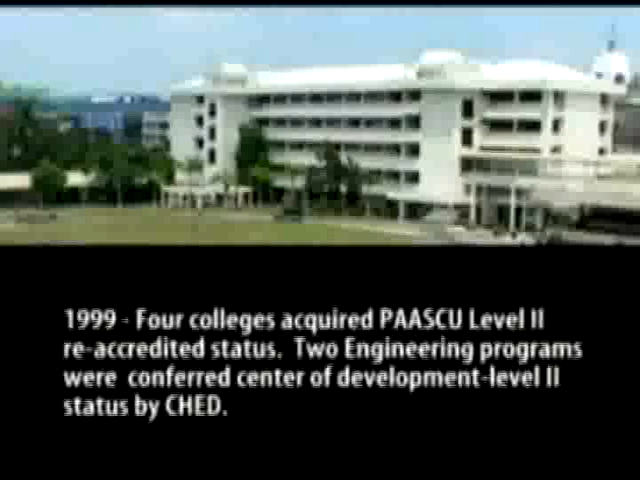 1999 - Four colleges acquired PAASCU Level II
re-accredited status.  Two Engineering programs
were  conferred center of development-level II
status by CHED.